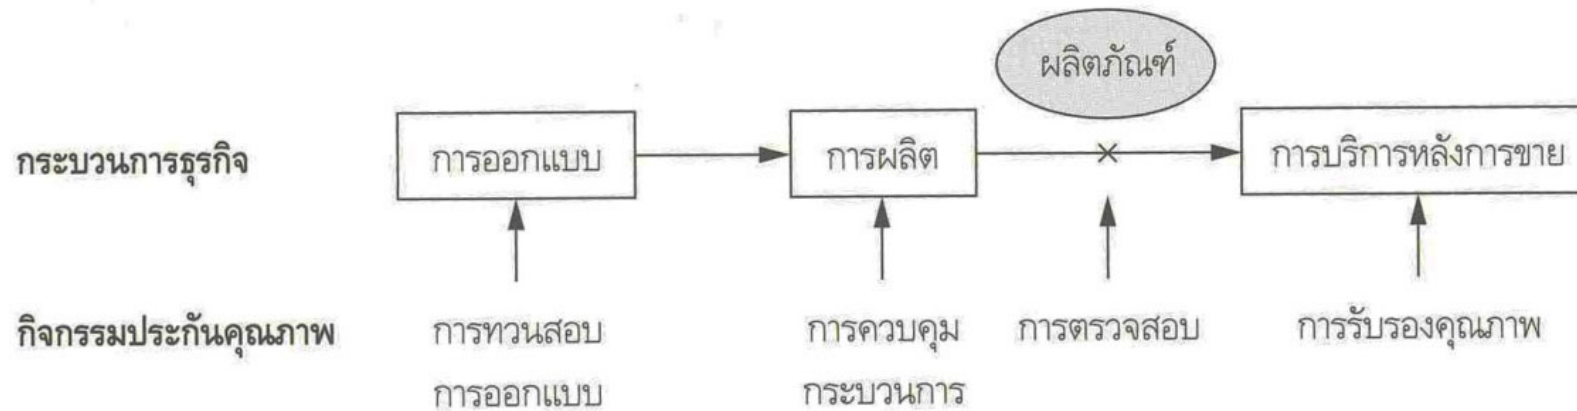 ผลิตภัณฑ์
กระบวนการธุรกิจ การออกแบบ การผลิต การบริการหลังการขาย
กิจกรรมประกันคุณภาพ การทวนสอบ การควบคุม การตรวจสอบ การรับรองคุณภาพ
การออกแบบ กระบวนการ